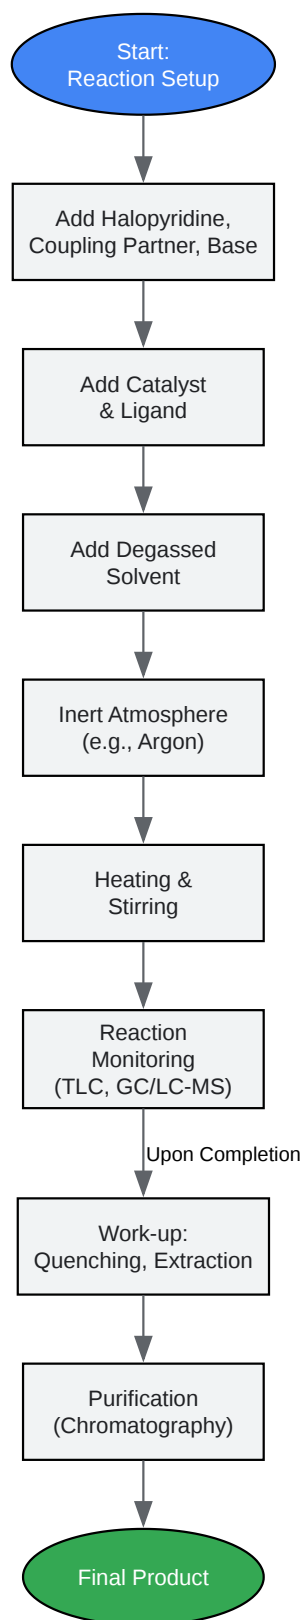 Start:
Reaction Setup
Add Halopyridine,
Coupling Partner, Base
Add Catalyst
& Ligand
Add Degassed
Solvent
Inert Atmosphere
(e.g., Argon)
Heating &
Stirring
Reaction
Monitoring
(TLC, GC/LC-MS)
Upon Completion
Work-up:
Quenching, Extraction
Purification
(Chromatography)
Final Product